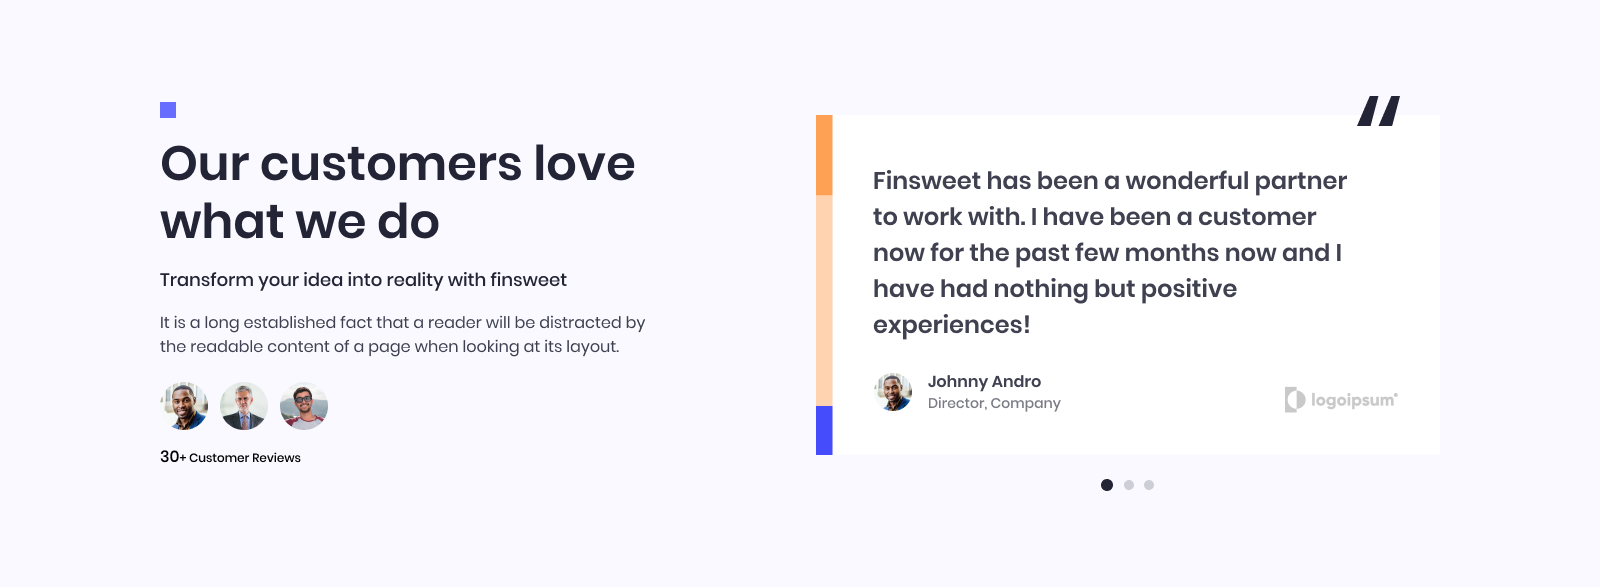 Our customers love
what we do
Transform your idea into reality with finsweet
It is a long established fact that a reader will be distracted by
the readable content of a page when looking at its layout.
30+ Customer Reviews
“
Finsweet has been a wonderful partner
to work with. I have been a customer
now for the past few months now and I
have had nothing but positive
experiences!
Johnny Andro
Director, Company
logoipsum